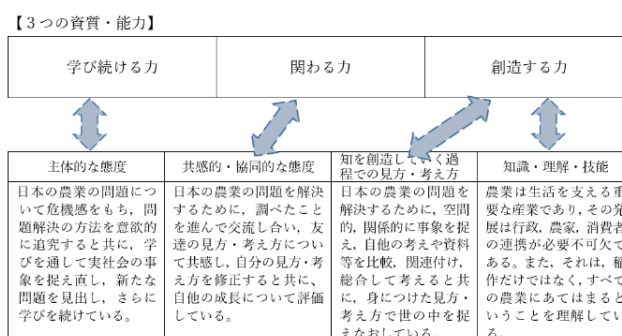 【３つの資質・能力】
学び続ける力
関わる力
創造する力
主体的な態度
共感的・協同的な態度
知を創造していく過
程での見方・考え方
知識・理解・技能
日本の農業の問題につ
いて危機感をもち，問
題解決の方法を意欲的
に追究すると共に，学
びを通して実社会の事
象を捉え直し，新たな
問題を見出し，さらに
学びを続けている。
日本の農業の問題を解決
するために，調べたこと
を進んで交流し合い，友
達の見方・考え方につい
て共感し，自分の見方・考
え方を修正すると共に，
自他の成長について評価
している。
日本の農業の問題を
解決するために，空間
的，関係的に事象を捉
え，自他の考えや資料
等を比較，関連付け，
総合して考えると共
に，身につけた見方・
考え方で世の中を捉
えなおしている。
農業は生活を支える重
要な産業であり，その発
展は行政，農家，消費者
の連携が必要不可欠で
ある。また，それは，稲
作だけではなく，すべて
の農業にあてはまると
いうことを理解してい
る。